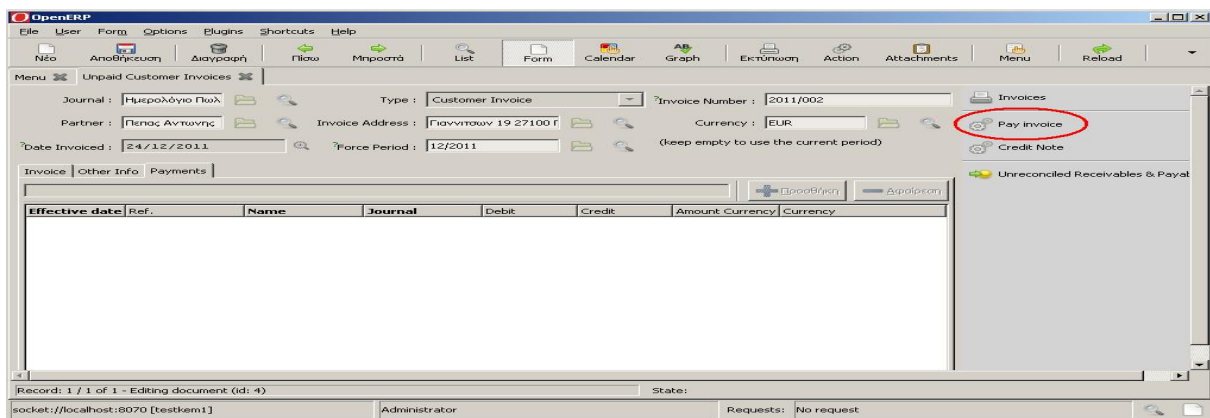 OpenERP
File User Form Options Plugins Shortcuts Help
Νέο Αποθήκευση Διαγραφή Πίσω Μπροστά List Form Calendar Graph Εκτύπωση Action Attachments Menu Reload
Menu Unpaid Customer Invoices
Journal : Ημερολόγιο Πωλ Type : Customer Invoice ?Invoice Number : 2011/002 Invoices
Partner : Πεπας Αντωνης Invoice Address : Γιαννιτσων 19 27100 Γ Currency : EUR Pay invoice
?Date Invoiced : 24/12/2011 ?Force Period : 12/2011 (keep empty to use the current period) Credit Note
Invoice Other Info Payments Unreconciled Receivables & Payab
Προσθήκη Αφαίρεση
Effective date Ref. Name Journal Debit Credit Amount Currency Currency
Record: 1 / 1 of 1 - Editing document (id: 4) State:
socket://localhost:8070 [testkem1] Administrator Requests: No request